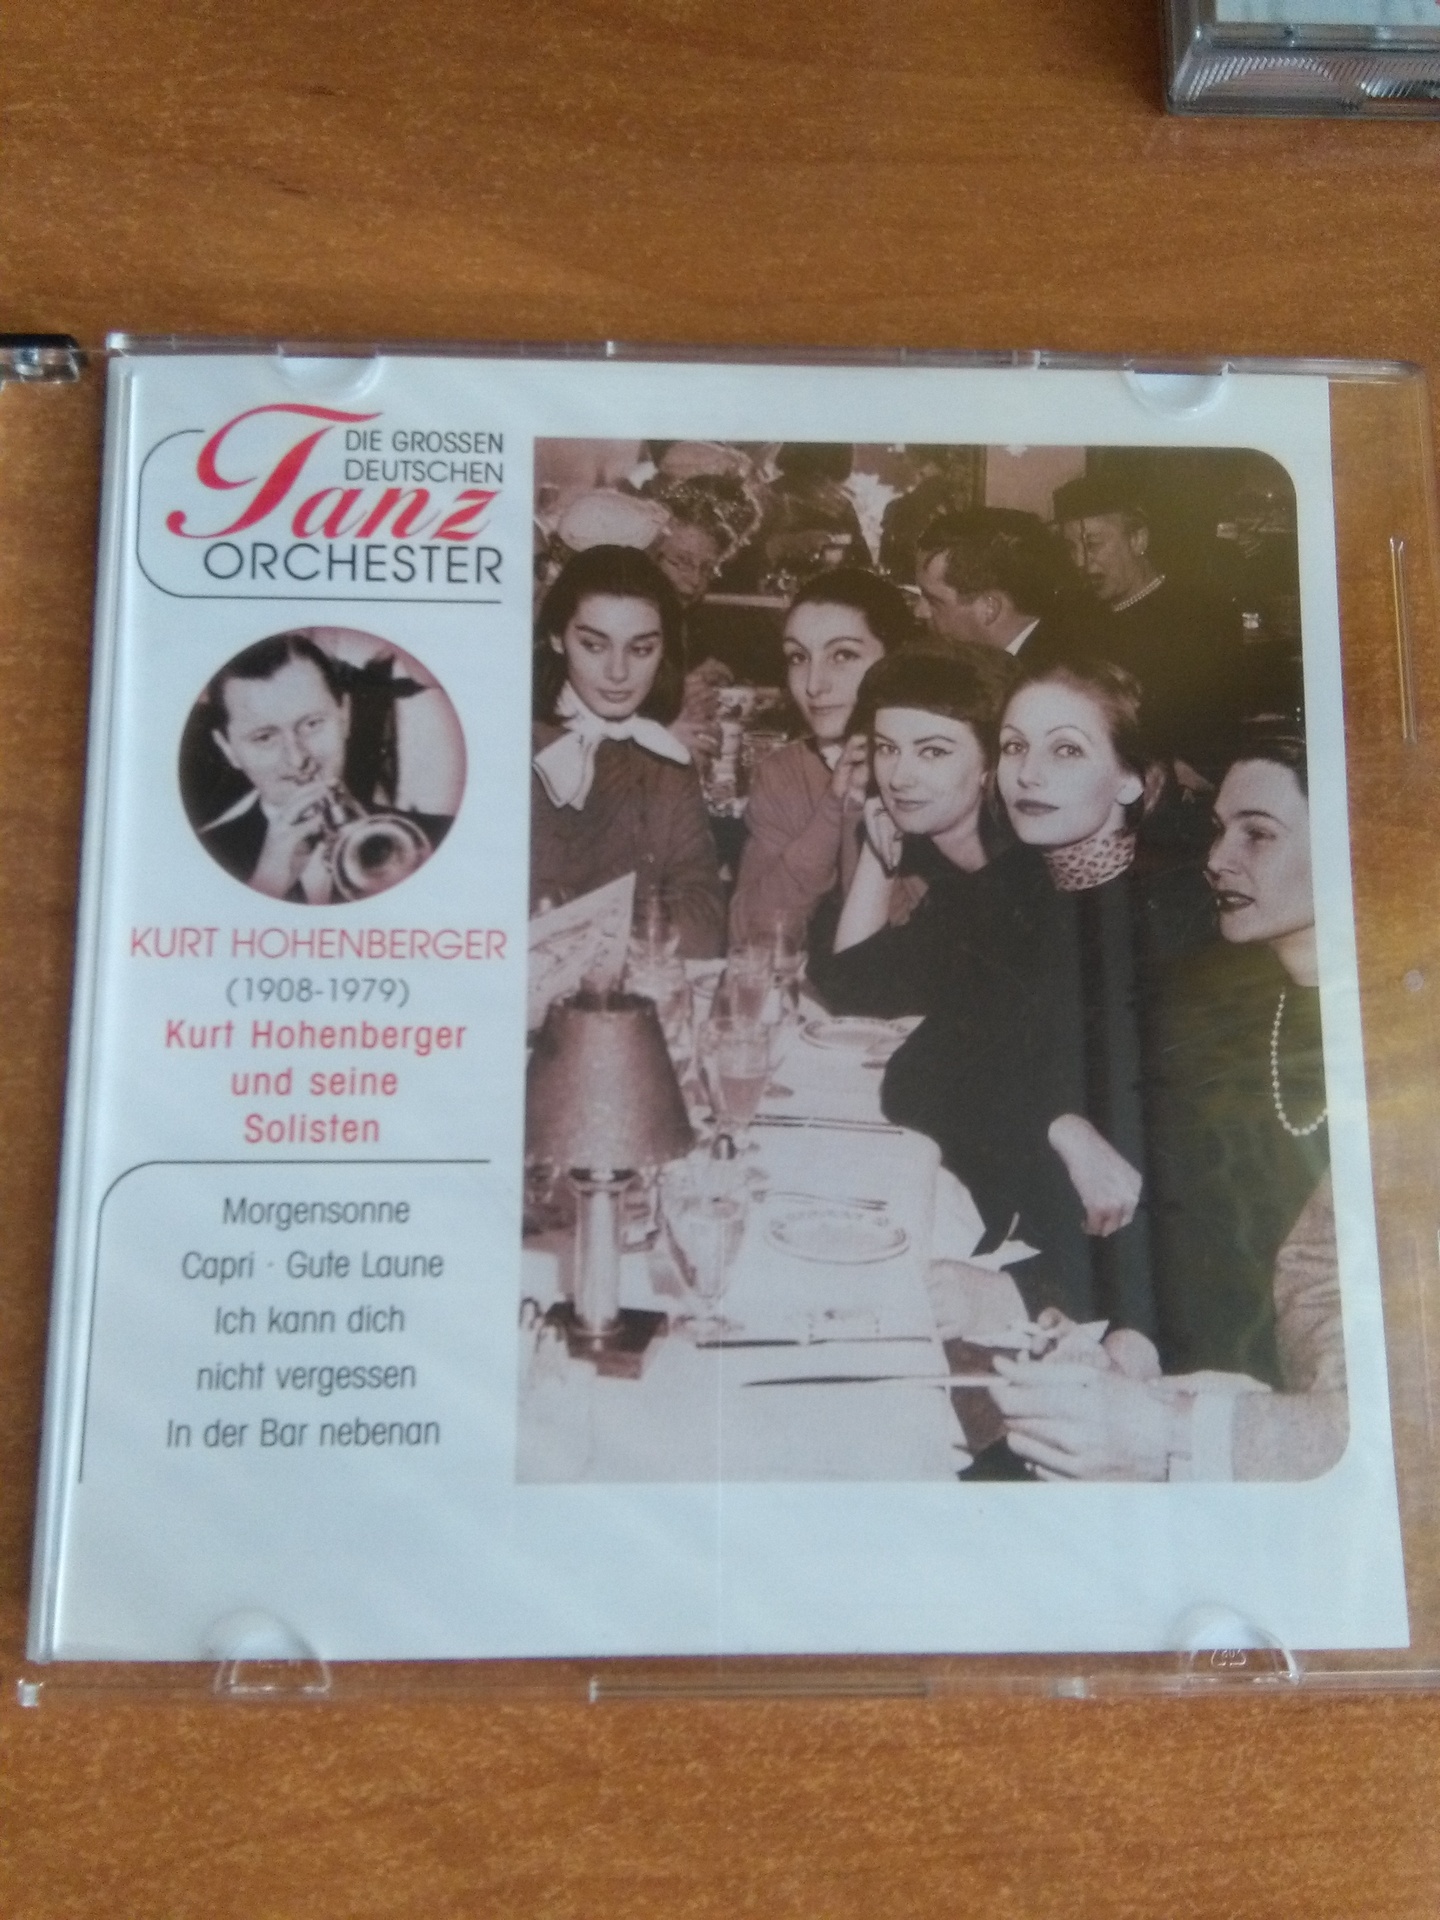 DIE GROSSEN
DEUTSCHEN
Tanz
ORCHESTER
KURT HOHENBERGER
(1908-1979)
Kurt Hohenberger
und seine
Solisten
Morgensonne
Capri · Gute Laune
Ich kann dich
nicht vergessen
In der Bar nebenan